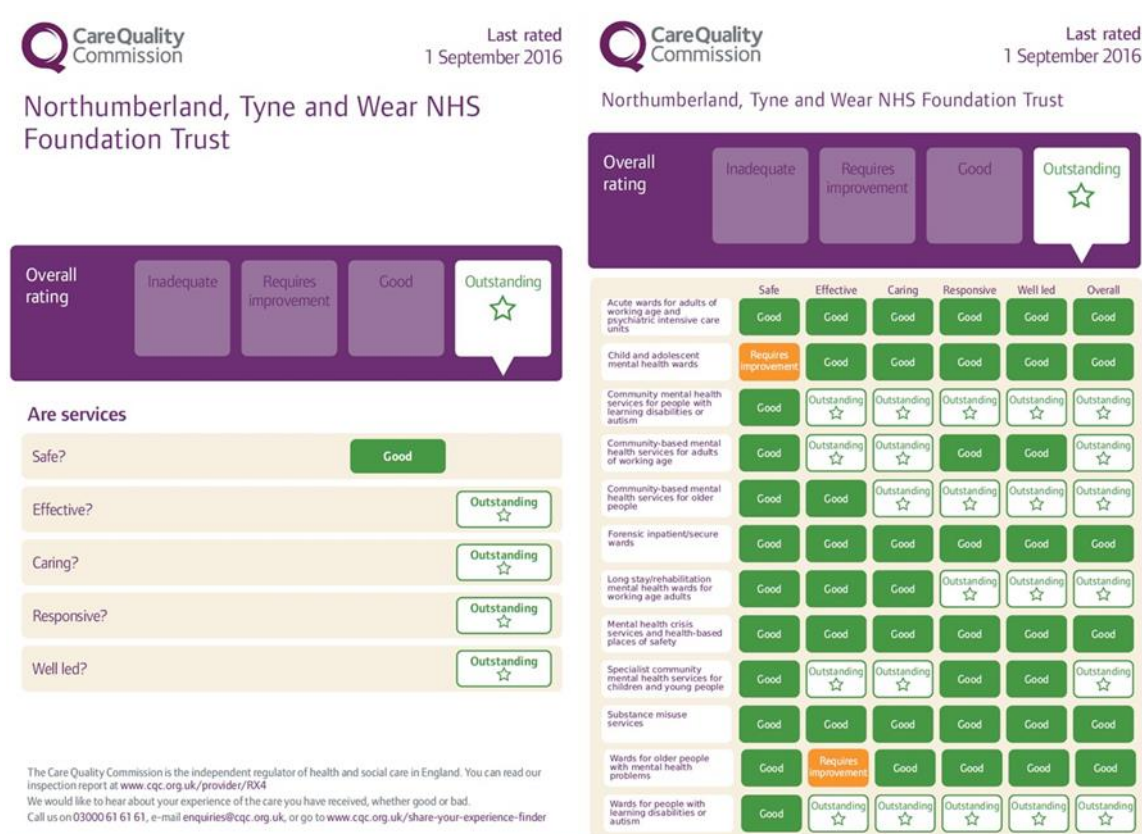 CareQuality
Commission
Last rated
1 September 2016
Northumberland, Tyne and Wear NHS
Foundation Trust
Overall
rating
Inadequate
Requires
improvement
Good
Outstanding
Are services
Safe?
Good
Effective?
Outstanding
Caring?
Outstanding
Responsive?
Outstanding
Well led?
Outstanding
The Care Quality Commission is the independent regulator of health and social care in England. You can read our
inspection report at www.cqc.org.uk/provider/RX4
We would like to hear about your experience of the care you have received, whether good or bad.
Call us on 03000 61 61 61, e-mail enquiries@cqc.org.uk, or go to www.cqc.org.uk/share-your-experience-finder
CareQuality
Commission
Last rated
1 September 2016
Northumberland, Tyne and Wear NHS Foundation Trust
Overall
rating
Inadequate
Requires
improvement
Good
Outstanding
Safe Effective Caring Responsive Well led Overall
Acute wards for adults of
working age and
psychiatric intensive care
units
Good Good Good Good Good Good
Child and adolescent
mental health wards
Requires
improvement
Good Good Good Good Good
Community mental health
services for people with
learning disabilities or
autism
Good Outstanding Outstanding Outstanding Outstanding Outstanding
Community-based mental
health services for adults
of working age
Good Outstanding Outstanding Good Good Outstanding
Community-based mental
health services for older
people
Good Good Outstanding Outstanding Outstanding Outstanding
Forensic inpatient/secure
wards
Good Good Good Good Good Good
Long stay/rehabilitation
mental health wards for
working age adults
Good Good Good Outstanding Outstanding Outstanding
Mental health crisis
services and health-based
places of safety
Good Good Good Good Good Good
Specialist community
mental health services for
children and young people
Good Outstanding Outstanding Good Good Outstanding
Substance misuse
services
Good Good Good Good Good Good
Wards for older people
with mental health
problems
Good
Requires
improvement
Good Good Good Good
Wards for people with
learning disabilities or
autism
Good Outstanding Outstanding Outstanding Outstanding Outstanding